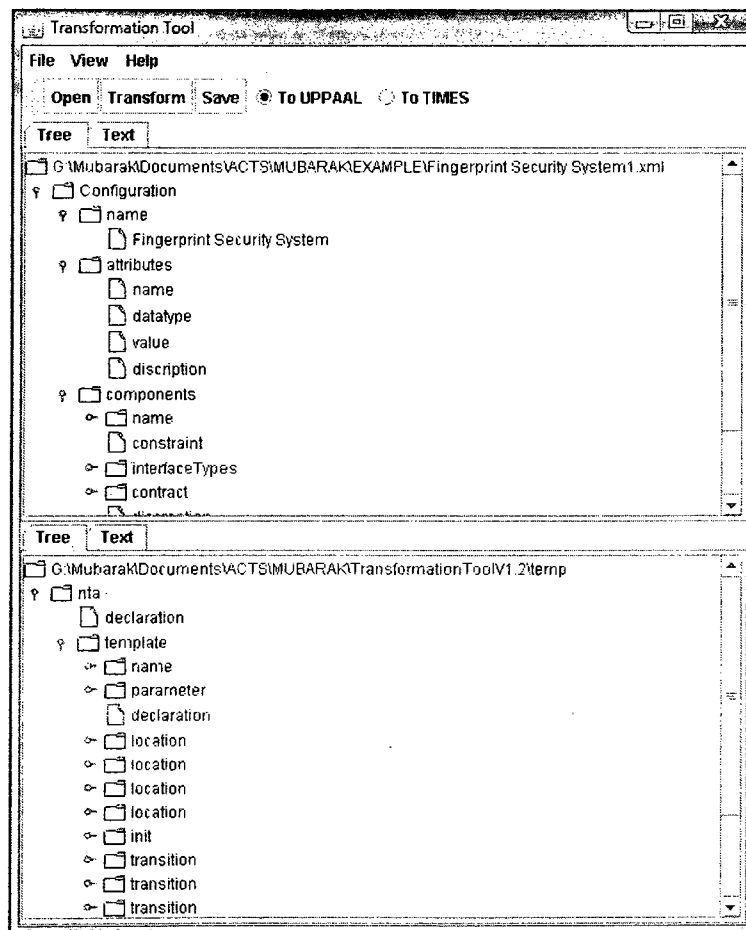 Transformation Tool
File View Help
Open Transform Save To UPPAAL To TIMES
Tree Text
G:\Mubarak\Documents\ACTS\MUBARAK\EXAMPLE\Fingerprint Security System1.xml
Configuration
name
Fingerprint Security System
attributes
name
datatype
value
discription
components
name
constraint
interfaceTypes
contract
Tree Text
G:\Mubarak\Documents\ACTS\MUBARAK\TransformationToolV1.2\temp
nta
declaration
template
name
parameter
declaration
location
location
location
location
init
transition
transition
transition